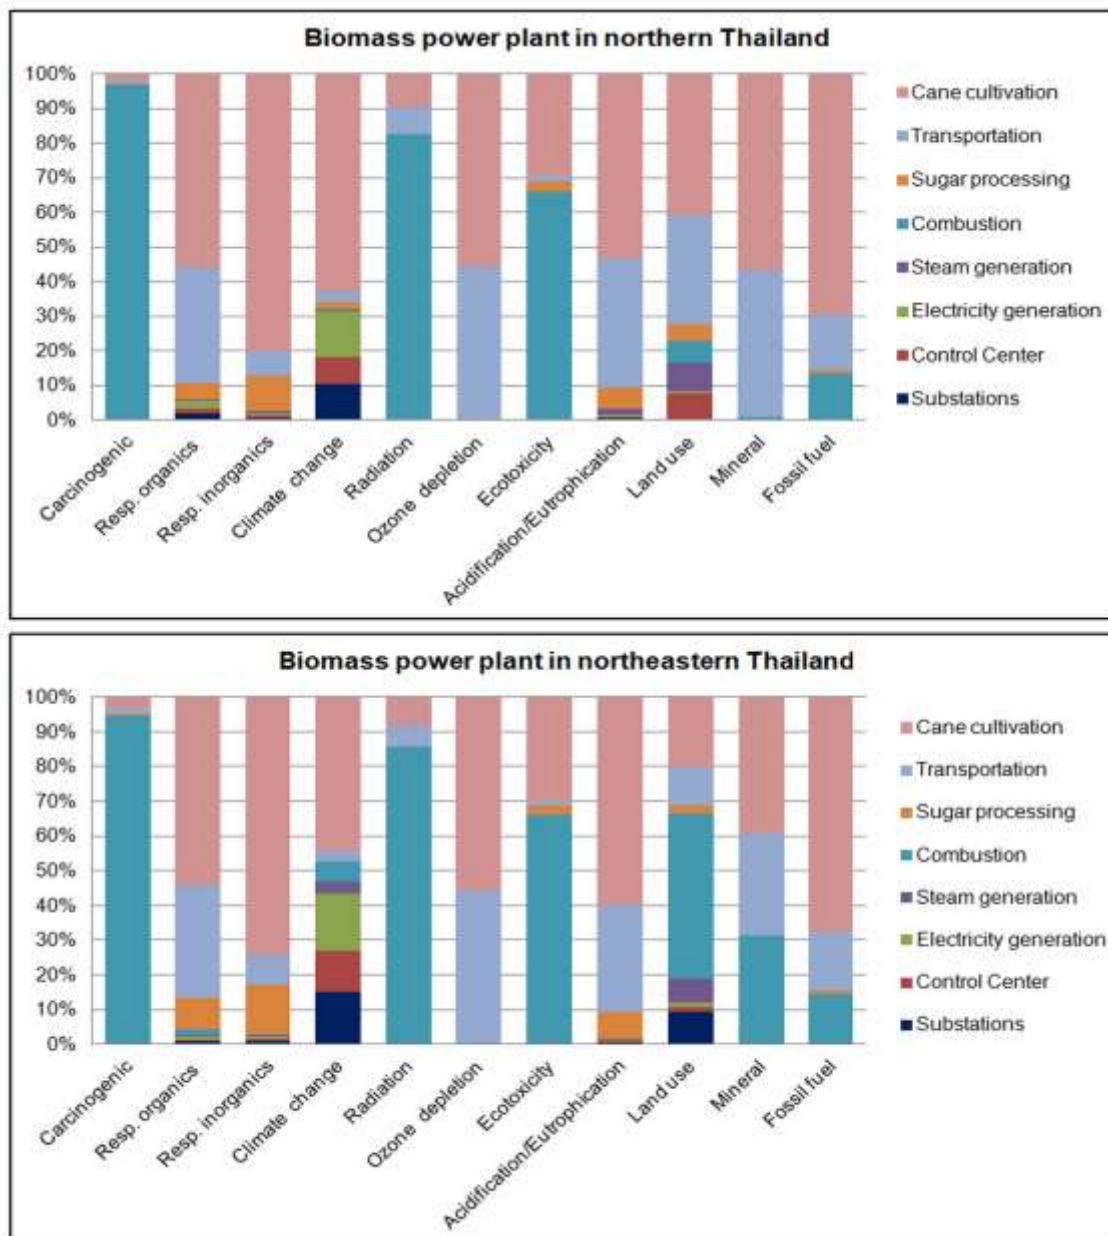 Biomass power plant in northern Thailand
100%
90%
80%
70%
60%
50%
40%
30%
20%
10%
0%
Carcinogenic
Resp. organics
Resp. inorganics
Climate change
Radiation
Ozone depletion
Ecotoxicity
Acidification/Eutrophication
Land use
Mineral
Fossil fuel
Cane cultivation
Transportation
Sugar processing
Combustion
Steam generation
Electricity generation
Control Center
Substations
Biomass power plant in northeastern Thailand
100%
90%
80%
70%
60%
50%
40%
30%
20%
10%
0%
Carcinogenic
Resp. organics
Resp. inorganics
Climate change
Radiation
Ozone depletion
Ecotoxicity
Acidification/Eutrophication
Land use
Mineral
Fossil fuel
Cane cultivation
Transportation
Sugar processing
Combustion
Steam generation
Electricity generation
Control Center
Substations